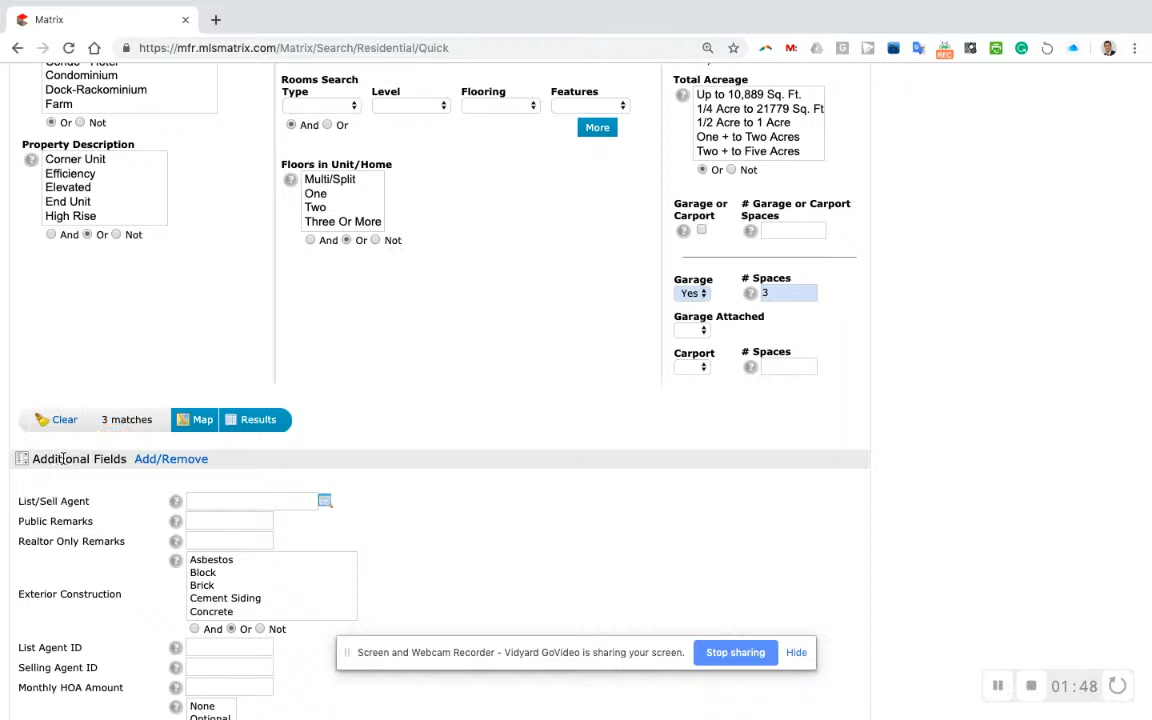 Matrix
https://mfr.mlsmatrix.com/Matrix/Search/Residential/Quick
REC
Condo - Hotel
Condominium
Dock-Rackominium
Farm
Or Not
Property Description
Corner Unit
Efficiency
Elevated
End Unit
High Rise
And Or Not
Rooms Search
Type Level Flooring Features
And Or
More
Floors in Unit/Home
Multi/Split
One
Two
Three Or More
And Or Not
Total Acreage
Up to 10,889 Sq. Ft.
1/4 Acre to 21779 Sq. Ft
1/2 Acre to 1 Acre
One + to Two Acres
Two + to Five Acres
Or Not
Garage or Carport
# Garage or Carport Spaces
Garage # Spaces
Yes 3
Garage Attached
Carport # Spaces
Clear 3 matches Map Results
Additional Fields Add/Remove
List/Sell Agent
Public Remarks
Realtor Only Remarks
Exterior Construction
Asbestos
Block
Brick
Cement Siding
Concrete
And Or Not
List Agent ID
Selling Agent ID
Monthly HOA Amount
None
Optional
Screen and Webcam Recorder - Vidyard GoVideo is sharing your screen. Stop sharing Hide
01:48